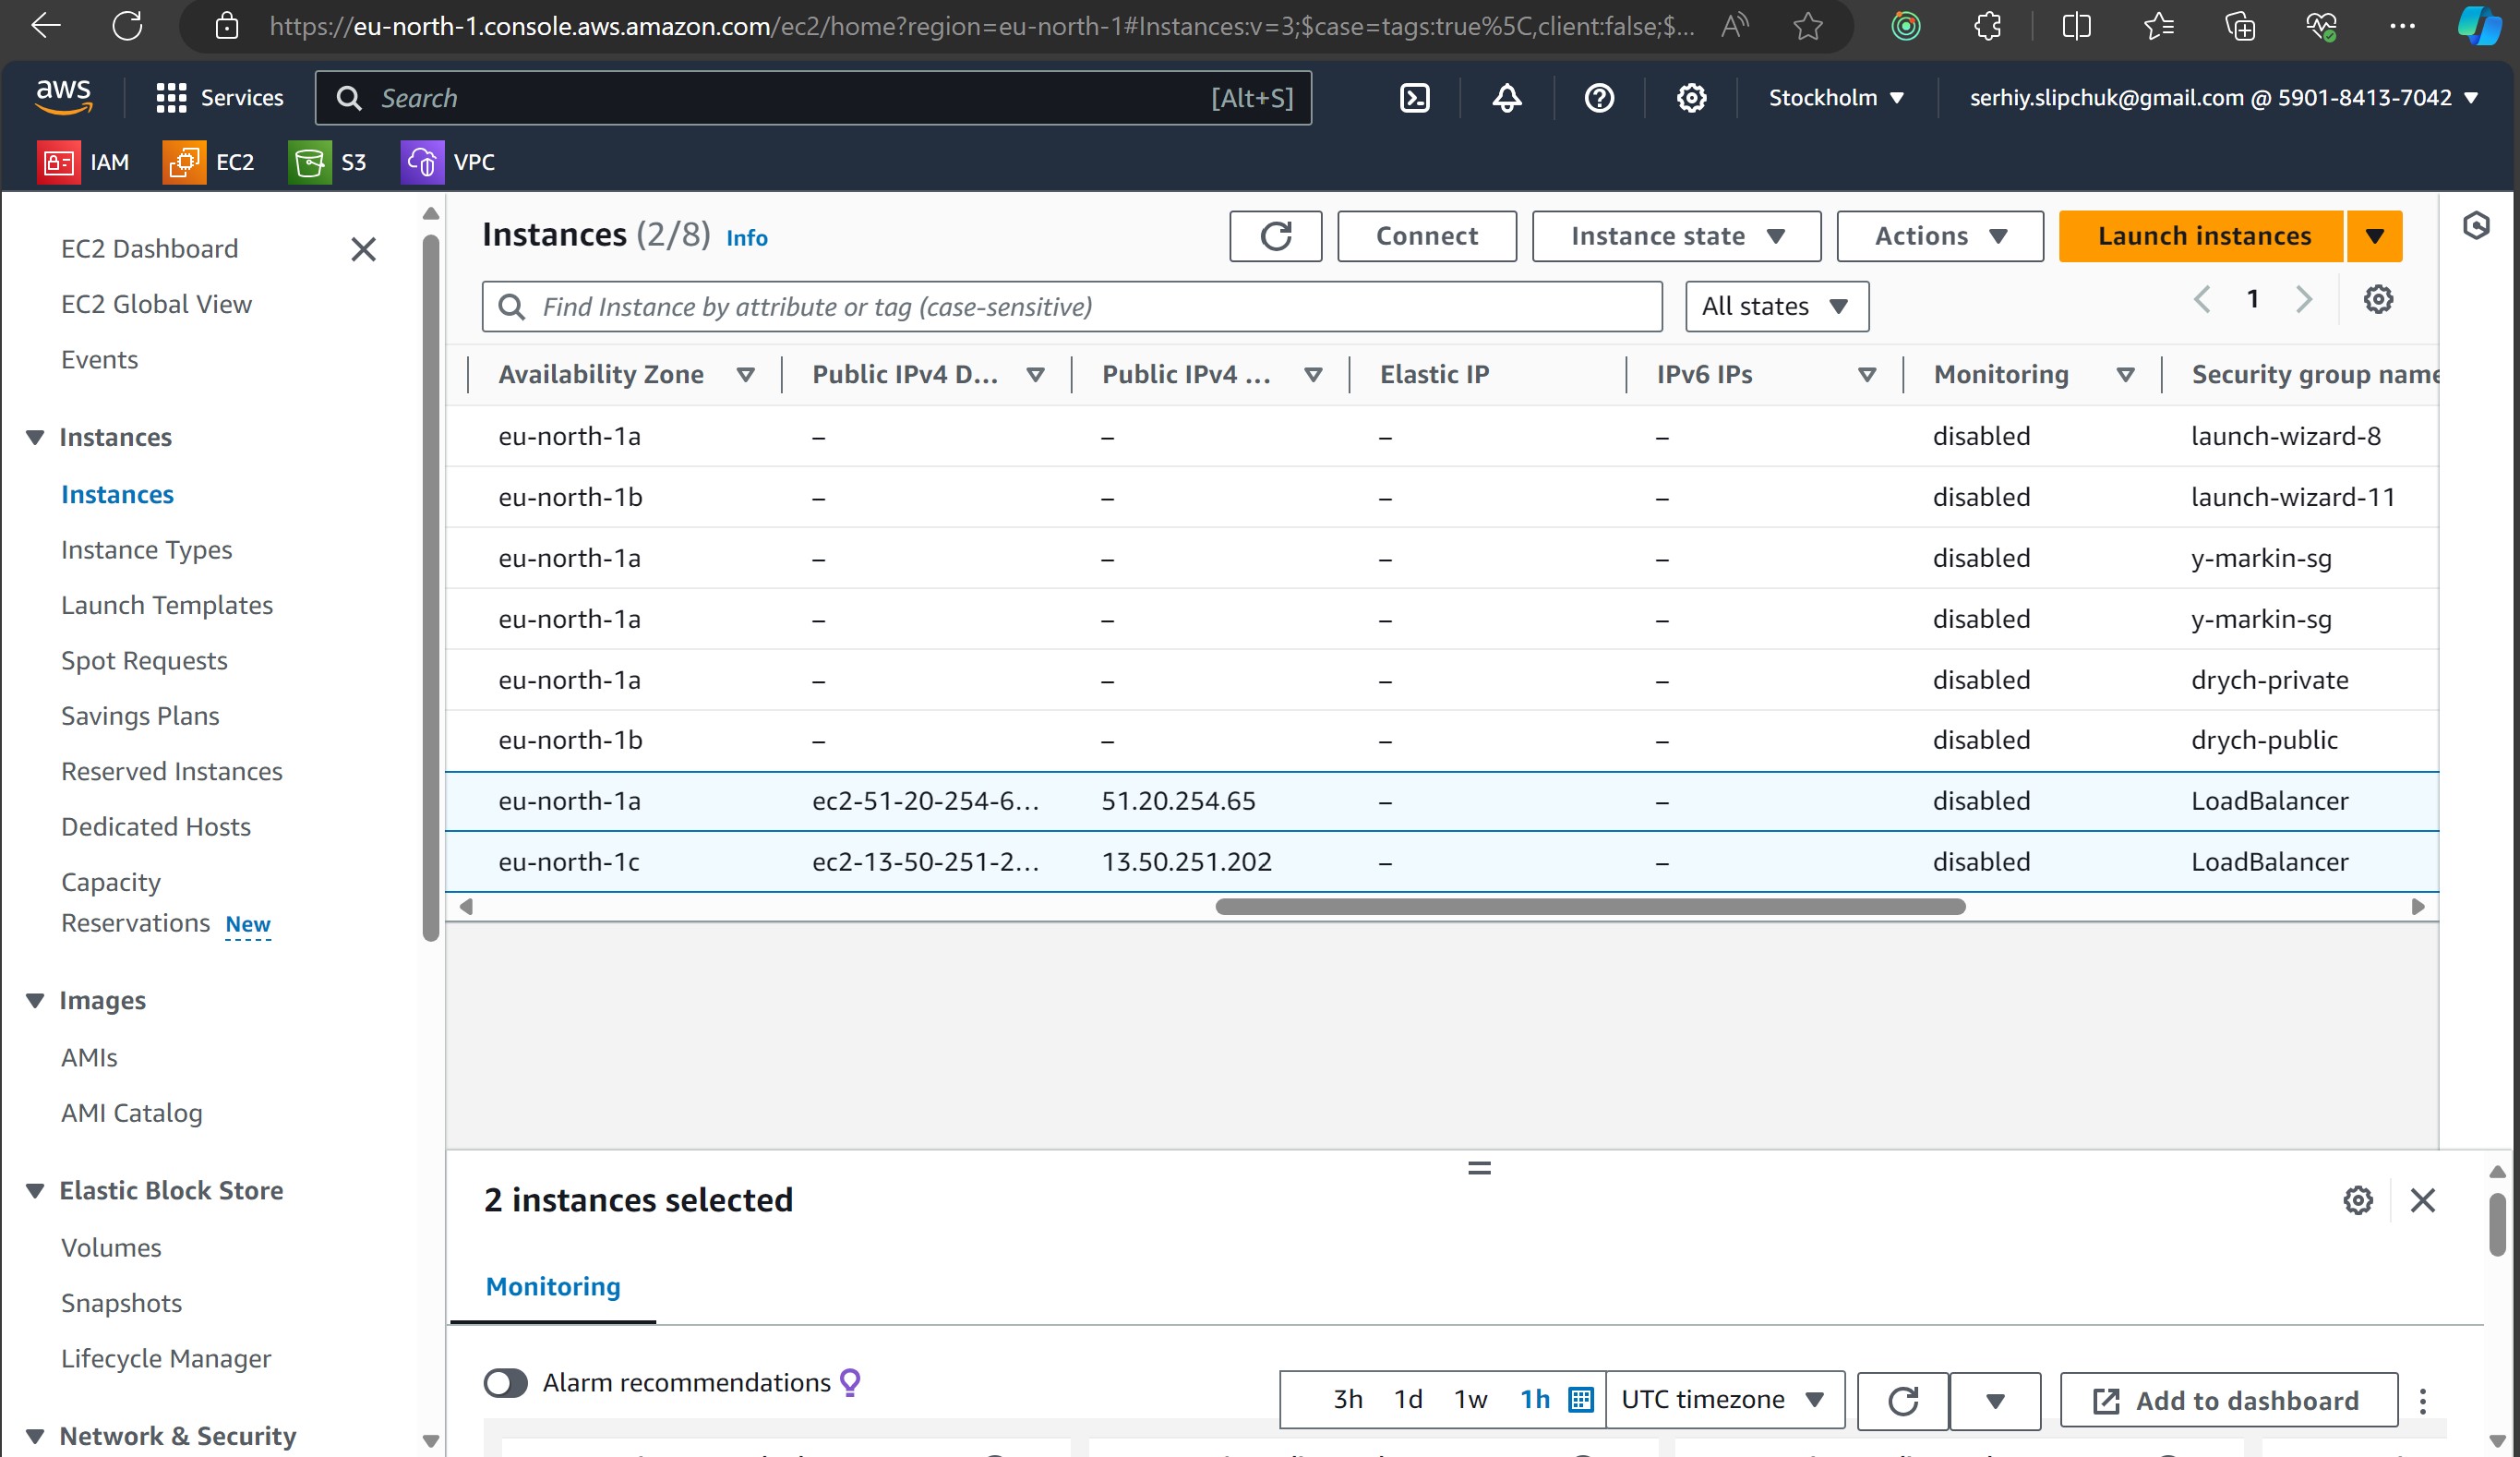 https://eu-north-1.console.aws.amazon.com/ec2/home?region=eu-north-1#Instances:v=3;$case=tags:true%5C,client:false;$...
aws Services Search [Alt+S] Stockholm serhiy.slipchuk@gmail.com @ 5901-8413-7042
IAM EC2 S3 VPC
EC2 Dashboard
EC2 Global View
Events
Instances
Instances
Instance Types
Launch Templates
Spot Requests
Savings Plans
Reserved Instances
Dedicated Hosts
Capacity
Reservations New
Images
AMIs
AMI Catalog
Elastic Block Store
Volumes
Snapshots
Lifecycle Manager
Network & Security
Instances (2/8) Info Connect Instance state Actions Launch instances
Find Instance by attribute or tag (case-sensitive) All states 1
Availability Zone Public IPv4 D... Public IPv4 ... Elastic IP IPv6 IPs Monitoring Security group name
eu-north-1a – – – – disabled launch-wizard-8
eu-north-1b – – – – disabled launch-wizard-11
eu-north-1a – – – – disabled y-markin-sg
eu-north-1a – – – – disabled y-markin-sg
eu-north-1a – – – – disabled drych-private
eu-north-1b – – – – disabled drych-public
eu-north-1a ec2-51-20-254-6... 51.20.254.65 – – disabled LoadBalancer
eu-north-1c ec2-13-50-251-2... 13.50.251.202 – – disabled LoadBalancer
2 instances selected
Monitoring
Alarm recommendations 3h 1d 1w 1h UTC timezone Add to dashboard